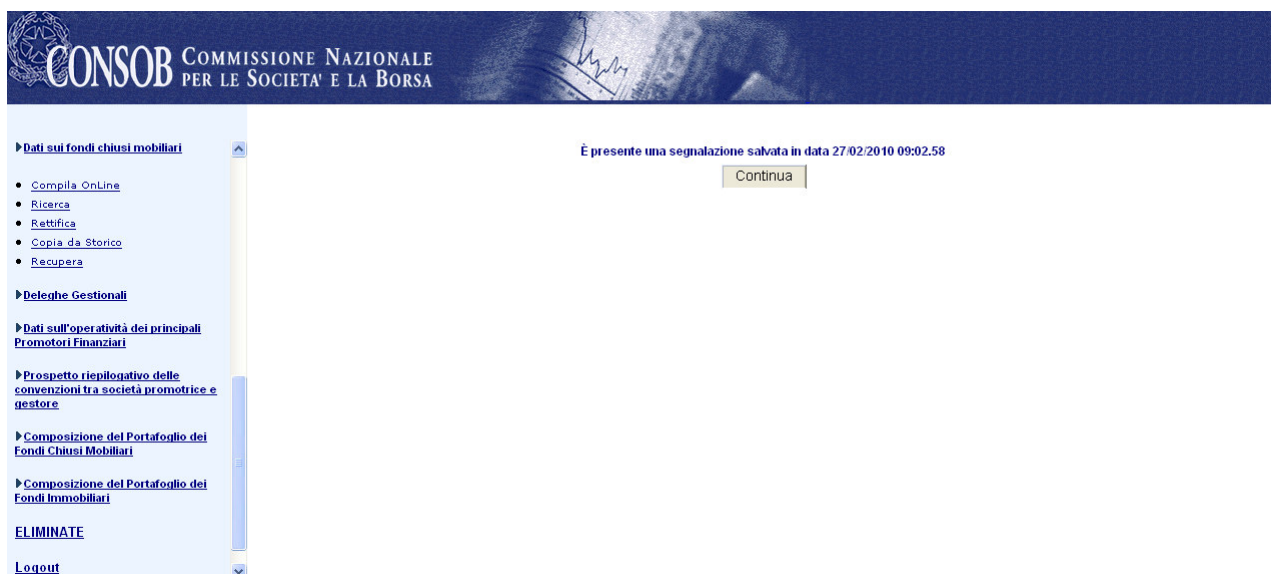 CONSOB COMMISSIONE NAZIONALE
PER LE SOCIETA' E LA BORSA
Dati sui fondi chiusi mobiliari
Compila OnLine
Ricerca
Rettifica
Copia da Storico
Recupera
Deleghe Gestionali
Dati sull'operatività dei principali
Promotori Finanziari
Prospetto riepilogativo delle
convenzioni tra società promotrice e
gestore
Composizione del Portafoglio dei
Fondi Chiusi Mobiliari
Composizione del Portafoglio dei
Fondi Immobiliari
ELIMINATE
Logout
È presente una segnalazione salvata in data 27/02/2010 09:02.58
Continua